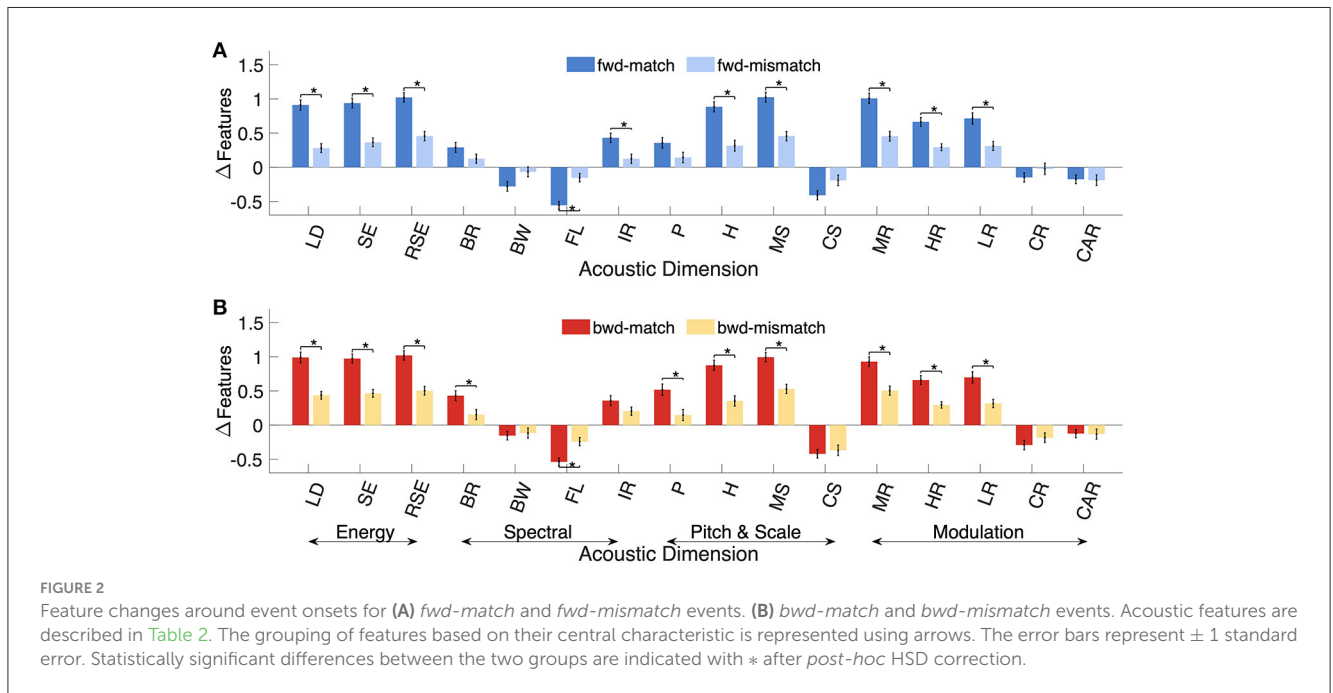 A
1.5
fwd-match fwd-mismatch
1
0.5
0
-0.5
Δ Features
* * * * * * * * * * *
LD SE RSE BR BW FL IR P H MS CS MR HR LR CR CAR
Acoustic Dimension
B
1.5
bwd-match bwd-mismatch
1
0.5
0
-0.5
Δ Features
* * * * * * * * * * *
LD SE RSE BR BW FL IR P H MS CS MR HR LR CR CAR
Energy Spectral Pitch & Scale Modulation
Acoustic Dimension
FIGURE 2
Feature changes around event onsets for (A) fwd-match and fwd-mismatch events. (B) bwd-match and bwd-mismatch events. Acoustic features are
described in Table 2. The grouping of features based on their central characteristic is represented using arrows. The error bars represent ± 1 standard
error. Statistically significant differences between the two groups are indicated with * after post-hoc HSD correction.